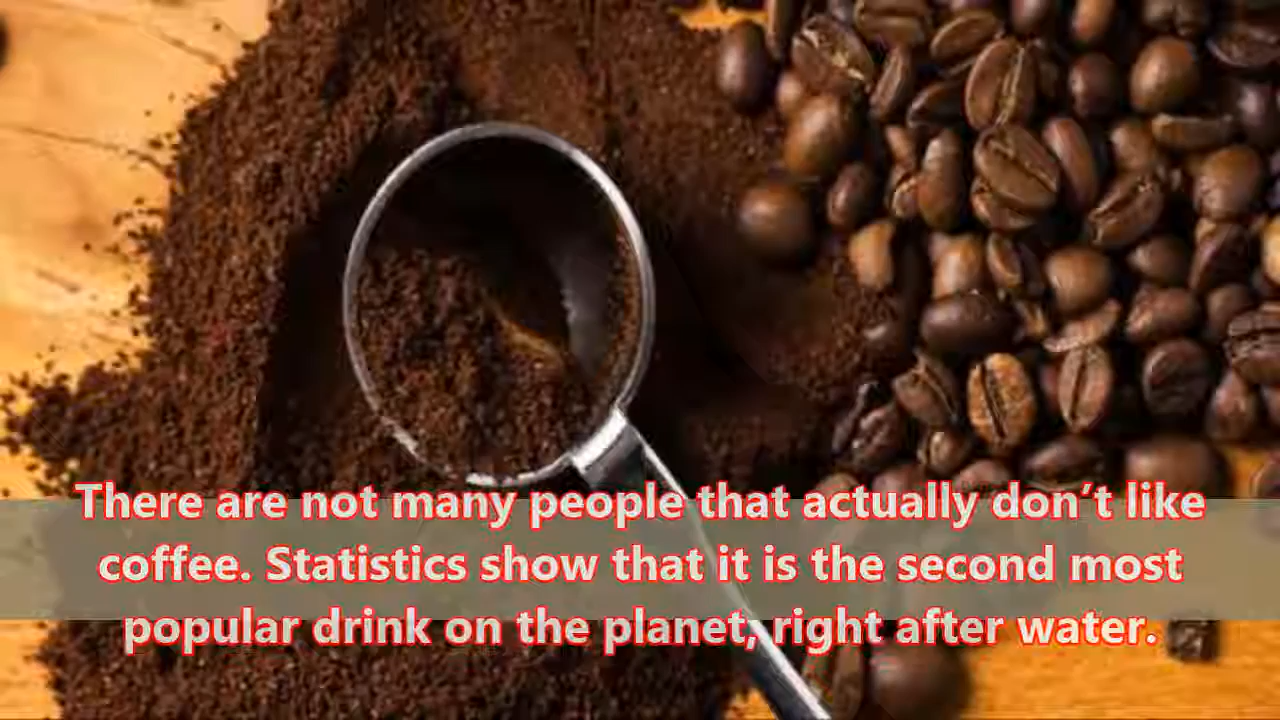 There are not many people that actually don’t like
coffee. Statistics show that it is the second most
popular drink on the planet, right after water.